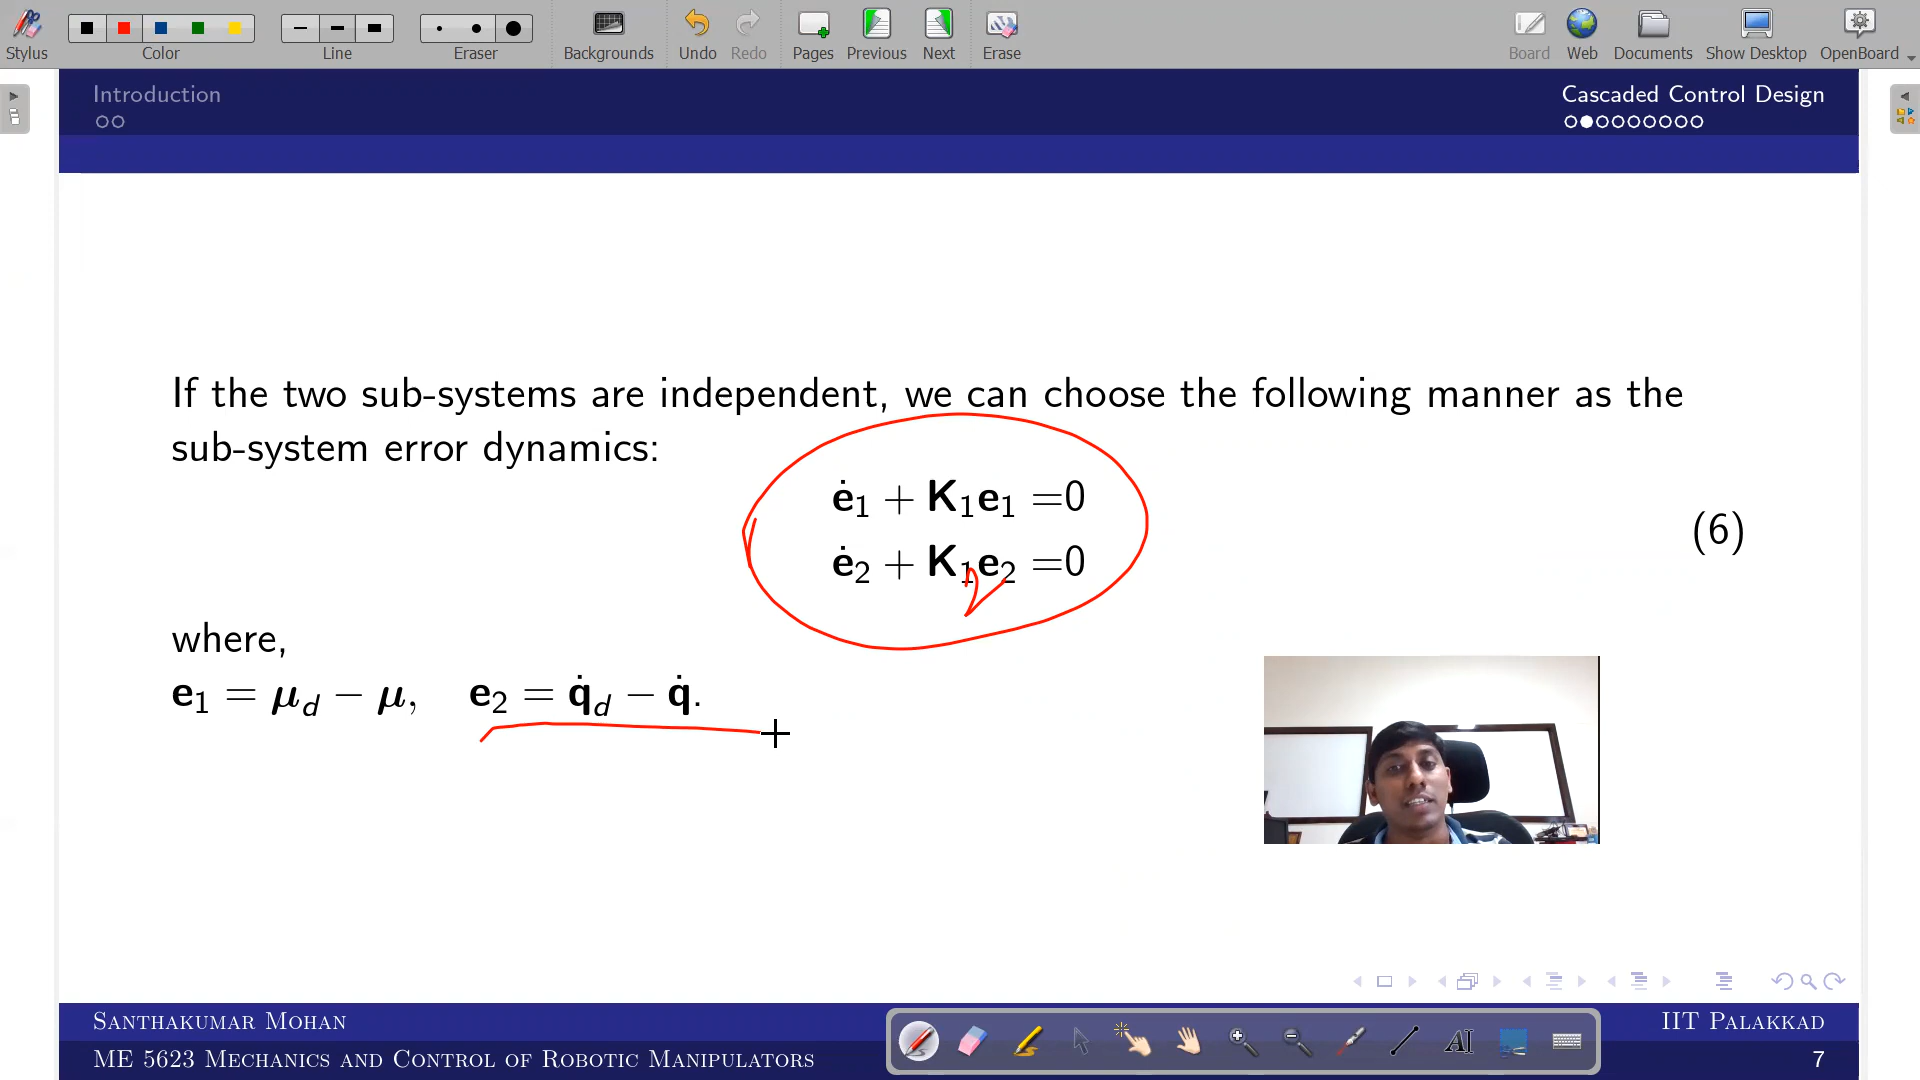 Stylus
Color
Line
Eraser
Backgrounds
Undo
Redo
Pages
Previous
Next
Erase
Board
Web
Documents
Show Desktop
OpenBoard
Introduction
Cascaded Control Design
If the two sub-systems are independent, we can choose the following manner as the
sub-system error dynamics:
ė₁ + K₁e₁ =0
ė₂ + K₁e₂ =0
2
(6)
where,
e₁ = μ_d − μ, e₂ = q̇_d − q̇.
SANTHAKUMAR MOHAN
IIT PALAKKAD
ME 5623 MECHANICS AND CONTROL OF ROBOTIC MANIPULATORS
7
AI